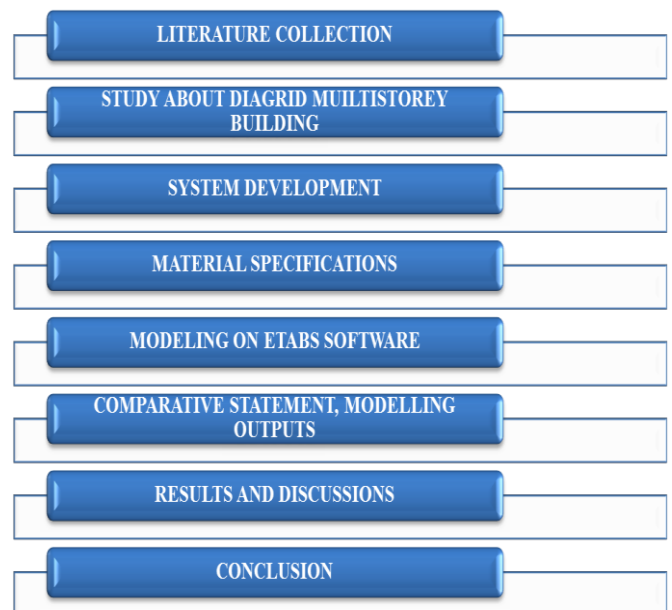 LITERATURE COLLECTION
STUDY ABOUT DIAGRID MUILTISTOREY
BUILDING
SYSTEM DEVELOPMENT
MATERIAL SPECIFICATIONS
MODELING ON ETABS SOFTWARE
COMPARATIVE STATEMENT, MODELLING
OUTPUTS
RESULTS AND DISCUSSIONS
CONCLUSION